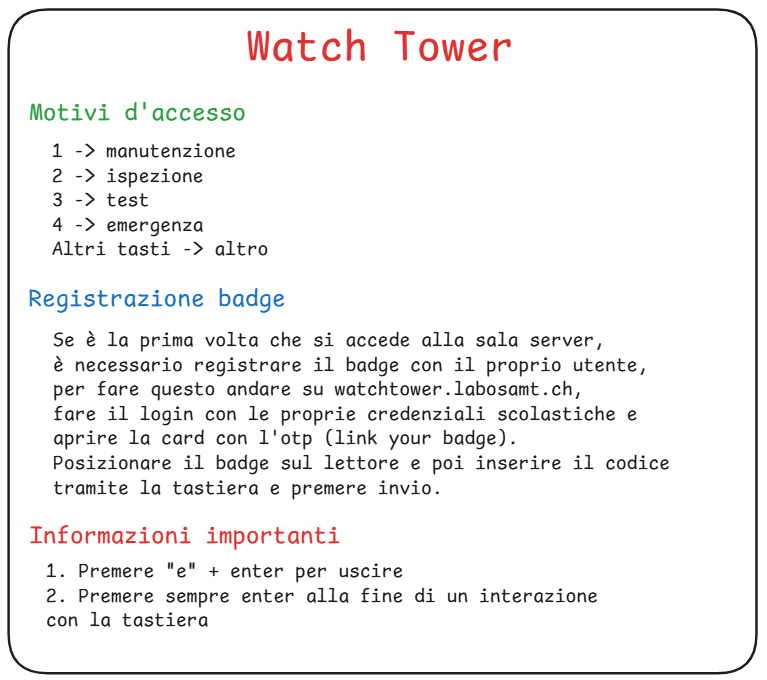 Watch Tower
Motivi d'accesso
1 -> manutenzione
2 -> ispezione
3 -> test
4 -> emergenza
Altri tasti -> altro
Registrazione badge
Se è la prima volta che si accede alla sala server,
è necessario registrare il badge con il proprio utente,
per fare questo andare su watchtower.labosamt.ch,
fare il login con le proprie credenziali scolastiche e
aprire la card con l'otp (link your badge).
Posizionare il badge sul lettore e poi inserire il codice
tramite la tastiera e premere invio.
Informazioni importanti
1. Premere "e" + enter per uscire
2. Premere sempre enter alla fine di un interazione
con la tastiera